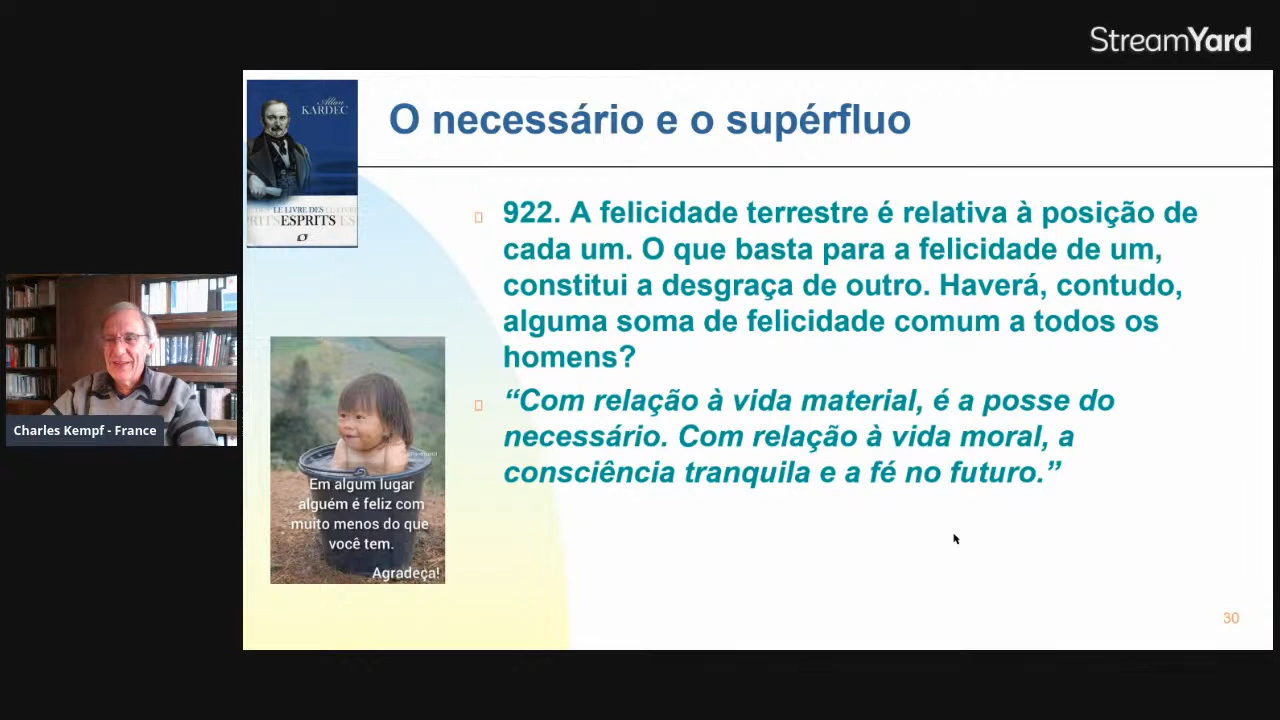 StreamYard
Allan
KARDEC
LE LIVRE DES
ESPRITS
O necessário e o supérfluo
922. A felicidade terrestre é relativa à posição de
cada um. O que basta para a felicidade de um,
constitui a desgraça de outro. Haverá, contudo,
alguma soma de felicidade comum a todos os
homens?
“Com relação à vida material, é a posse do
necessário. Com relação à vida moral, a
consciência tranquila e a fé no futuro.”
Charles Kempf - France
Em algum lugar
alguém é feliz com
muito menos do que
você tem.
Agradeça!
30